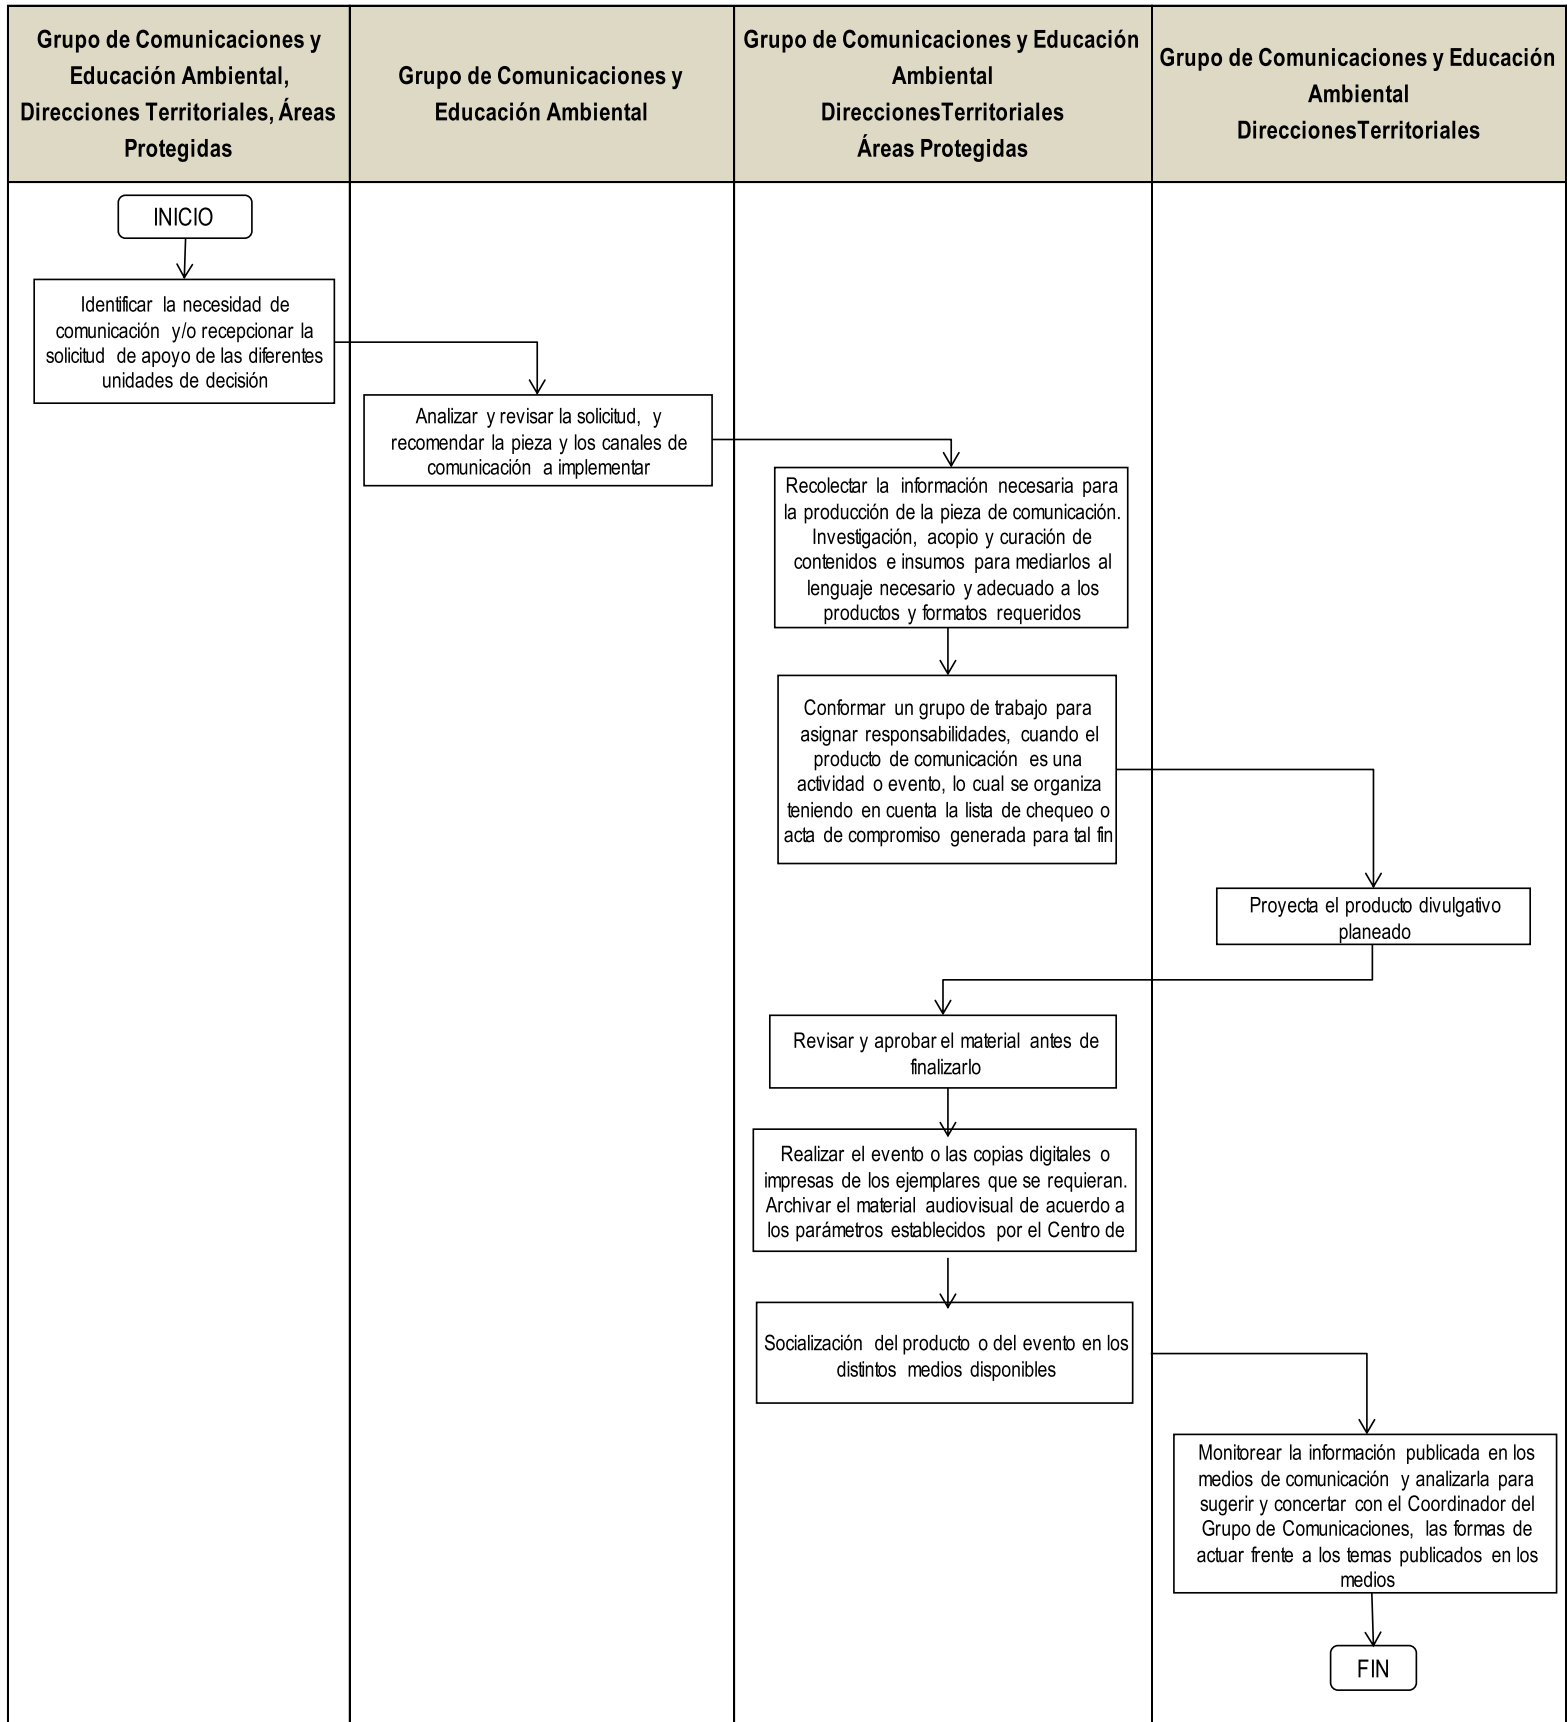 Grupo de Comunicaciones y
Educación Ambiental,
Direcciones Territoriales, Áreas
Protegidas
Grupo de Comunicaciones y
Educación Ambiental
Grupo de Comunicaciones y Educación
Ambiental
DireccionesTerritoriales
Áreas Protegidas
Grupo de Comunicaciones y Educación
Ambiental
DireccionesTerritoriales
INICIO
Identificar la necesidad de
comunicación y/o recepcionar la
solicitud de apoyo de las diferentes
unidades de decisión
Analizar y revisar la solicitud, y
recomendar la pieza y los canales de
comunicación a implementar
Recolectar la información necesaria para
la producción de la pieza de comunicación.
Investigación, acopio y curación de
contenidos e insumos para mediarlos al
lenguaje necesario y adecuado a los
productos y formatos requeridos
Conformar un grupo de trabajo para
asignar responsabilidades, cuando el
producto de comunicación es una
actividad o evento, lo cual se organiza
teniendo en cuenta la lista de chequeo o
acta de compromiso generada para tal fin
Proyecta el producto divulgativo
planeado
Revisar y aprobar el material antes de
finalizarlo
Realizar el evento o las copias digitales o
impresas de los ejemplares que se requieran.
Archivar el material audiovisual de acuerdo a
los parámetros establecidos por el Centro de
Socialización del producto o del evento en los
distintos medios disponibles
Monitorear la información publicada en los
medios de comunicación y analizarla para
sugerir y concertar con el Coordinador del
Grupo de Comunicaciones, las formas de
actuar frente a los temas publicados en los
medios
FIN